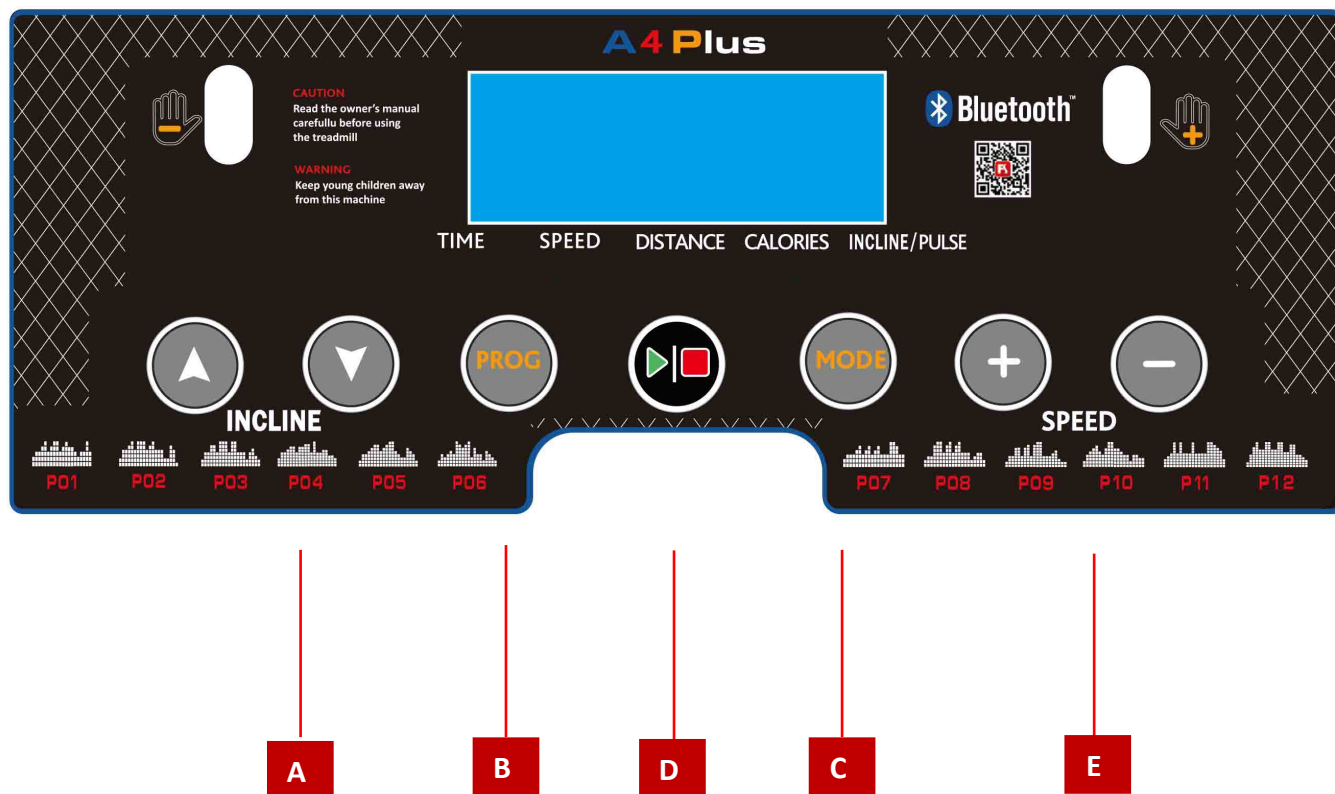 A4 Plus
CAUTION
Read the owner's manual
carefullu before using
the treadmill
WARNING
Keep young children away
from this machine
Bluetooth™
TIME SPEED DISTANCE CALORIES INCLINE/PULSE
PROG
MODE
INCLINE
SPEED
P01 P02 P03 P04 P05 P06
P07 P08 P09 P10 P11 P12
A B D C E